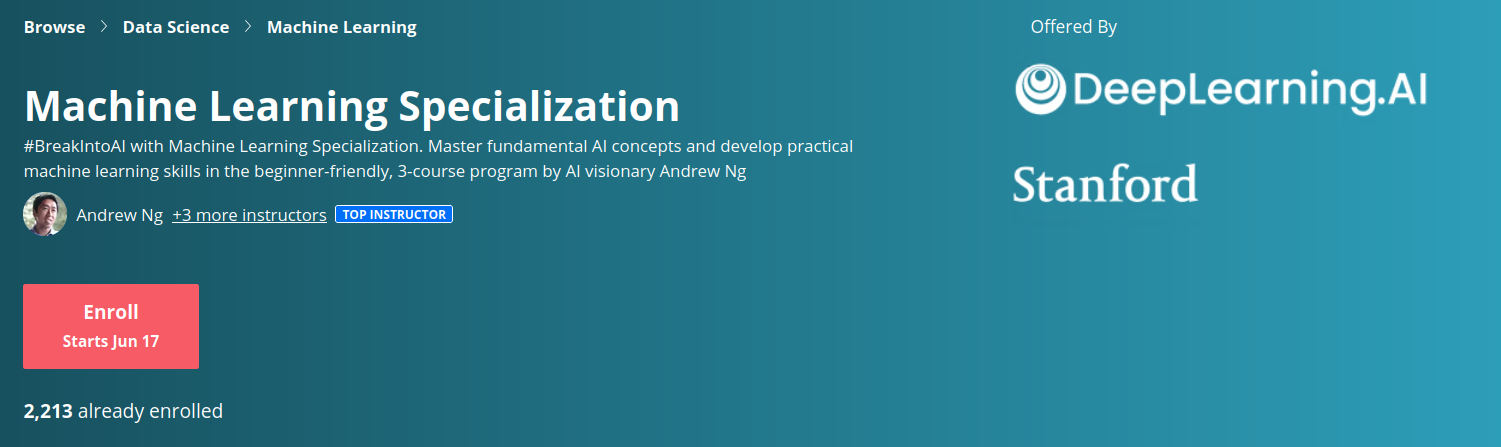 Browse > Data Science > Machine Learning
Offered By
DeepLearning.AI
Stanford
Machine Learning Specialization
#BreakIntoAI with Machine Learning Specialization. Master fundamental AI concepts and develop practical
machine learning skills in the beginner-friendly, 3-course program by AI visionary Andrew Ng
Andrew Ng +3 more instructors TOP INSTRUCTOR
Enroll
Starts Jun 17
2,213 already enrolled